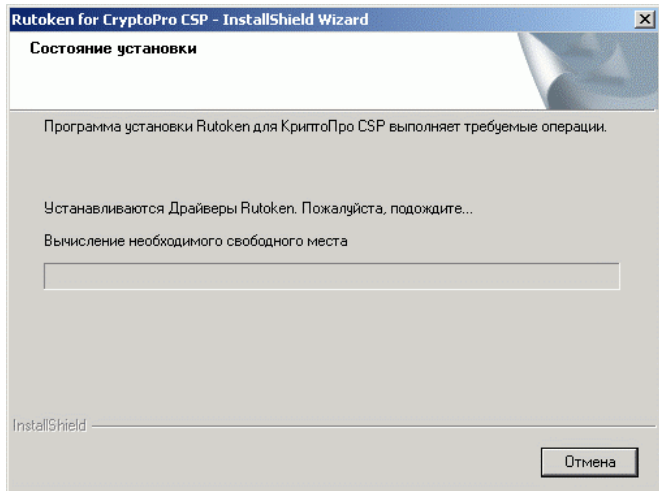 Rutoken for CryptoPro CSP - InstallShield Wizard
Состояние установки
Программа установки Rutoken для КриптоПро CSP выполняет требуемые операции.
Устанавливаются Драйверы Rutoken. Пожалуйста, подождите...
Вычисление необходимого свободного места
InstallShield
Отмена